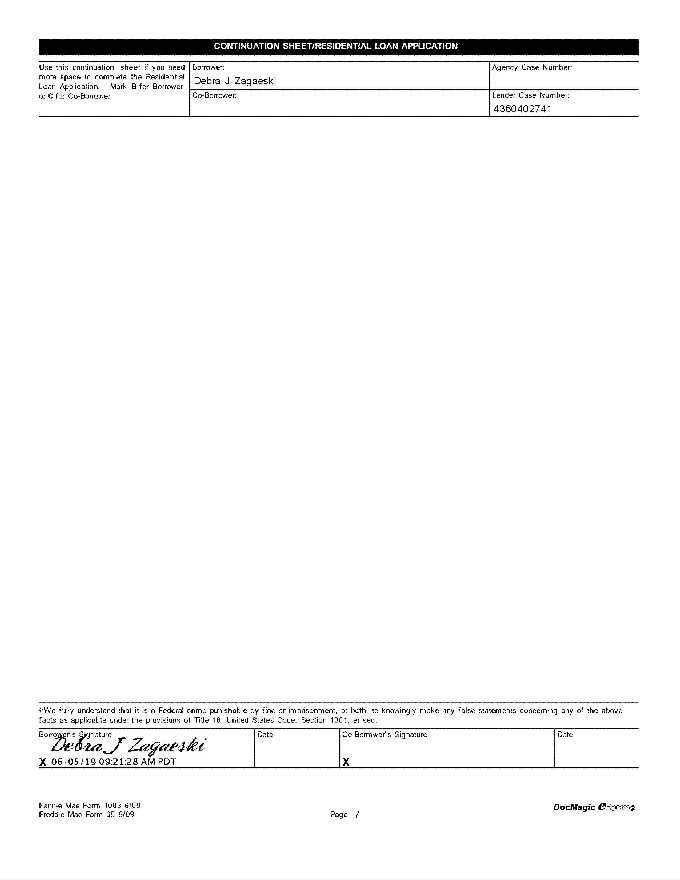 CONTINUATION SHEET/RESIDENTIAL LOAN APPLICATION
Use this continuation sheet if you need
more space to complete the Residential
Loan Application. Mark B for Borrower
or C for Co-Borrower.
Borrower:
Debra J. Zagaeski
Co-Borrower:
Agency Case Number:
Lender Case Number:
4360402741
I/We fully understand that it is a Federal crime punishable by fine or imprisonment, or both, to knowingly make any false statements concerning any of the above
facts as applicable under the provisions of Title 18, United States Code, Section 1001, et seq.
Borrower's Signature
Debra J Zagaeski
X 06/05/19 09:21:28 AM PDT
Date
Co-Borrower's Signature
X
Date
Fannie Mae Form 1003 6/09
Freddie Mac Form 65 6/09
Page 7
DocMagic